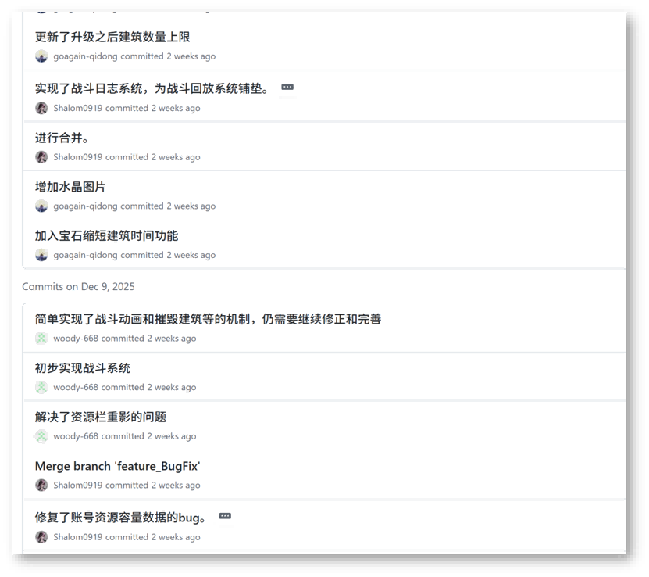 更新了升级之后建筑数量上限
goagain-qidong committed 2 weeks ago
实现了战斗日志系统，为战斗回放系统铺垫。
Shalom0919 committed 2 weeks ago
进行合并。
Shalom0919 committed 2 weeks ago
增加水晶图片
goagain-qidong committed 2 weeks ago
加入宝石缩短建筑时间功能
goagain-qidong committed 2 weeks ago
Commits on Dec 9, 2025
简单实现了战斗动画和摧毁建筑等的机制，仍需要继续修正和完善
woody-668 committed 2 weeks ago
初步实现战斗系统
woody-668 committed 2 weeks ago
解决了资源栏重影的问题
woody-668 committed 2 weeks ago
Merge branch 'feature_BugFix'
Shalom0919 committed 2 weeks ago
修复了账号资源容量数据的bug。
Shalom0919 committed 2 weeks ago